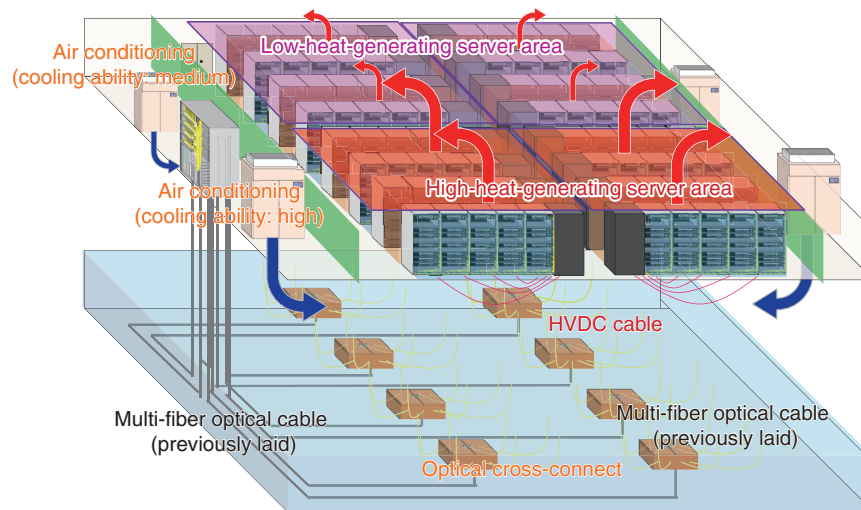 Low-heat-generating server area
Air conditioning
(cooling ability: medium)
Air conditioning
(cooling ability: high)
High-heat-generating server area
HVDC cable
Multi-fiber optical cable
(previously laid)
Multi-fiber optical cable
(previously laid)
Optical cross-connect